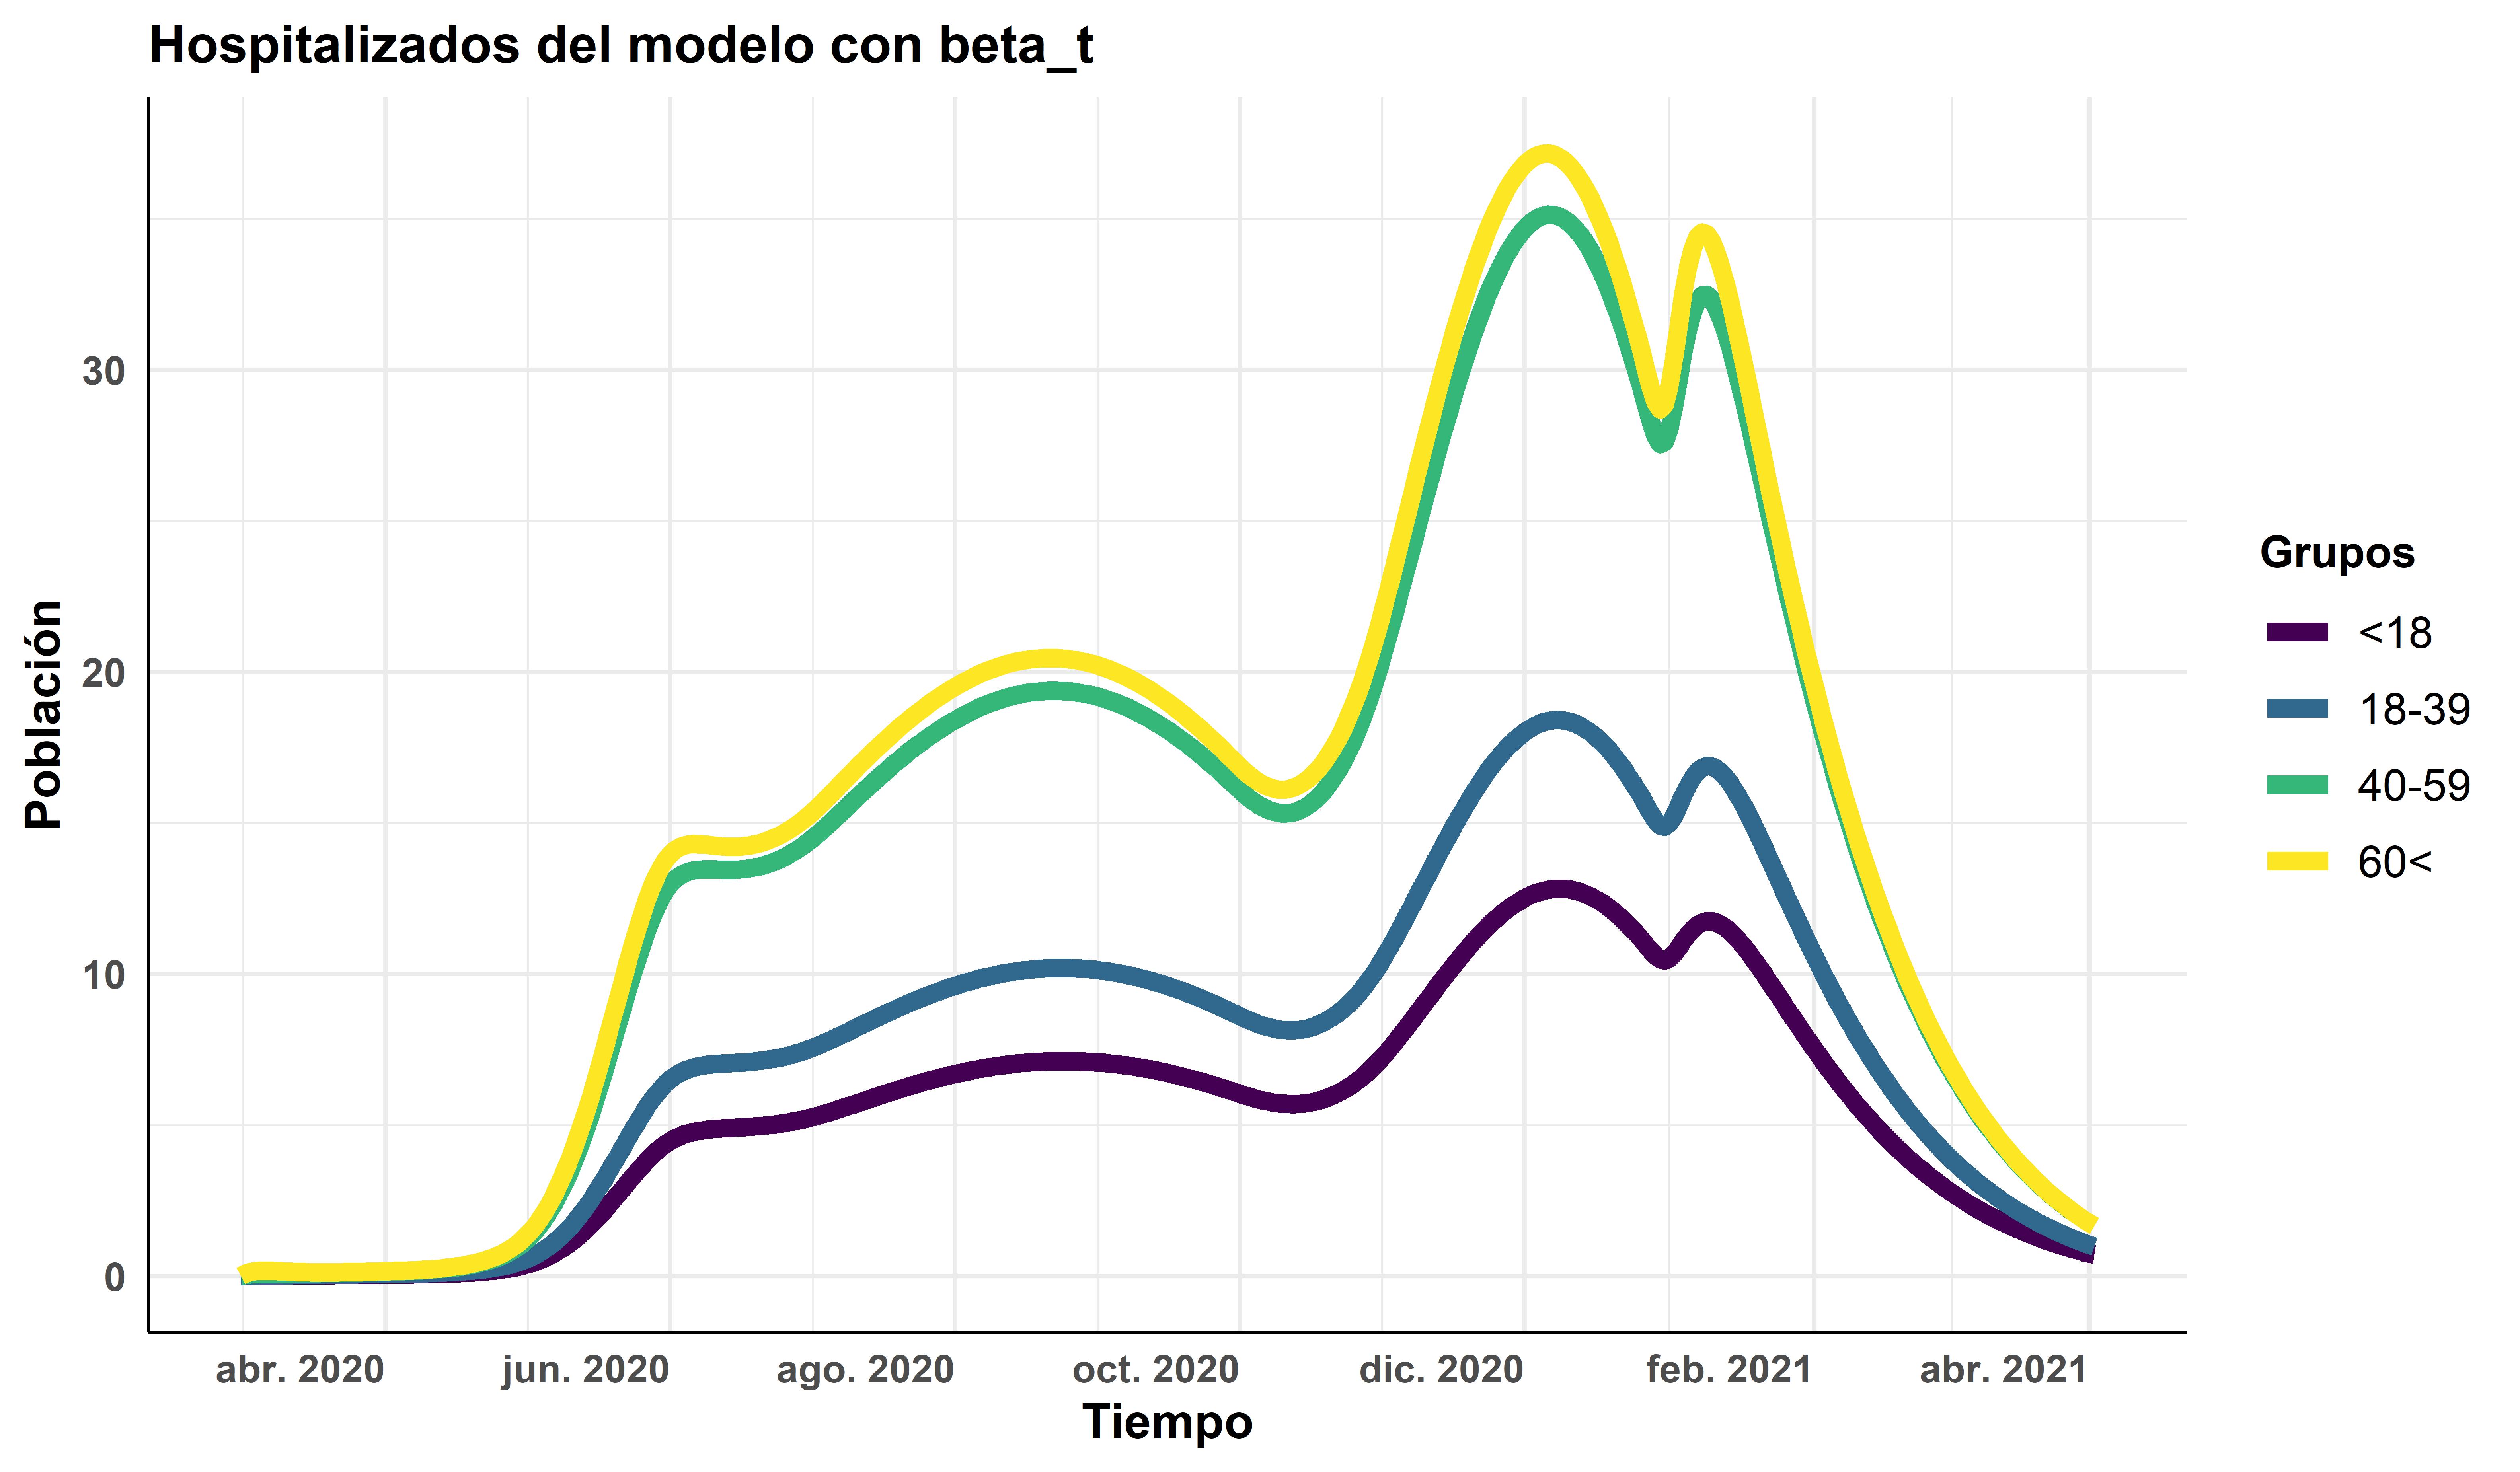 Hospitalizados del modelo con beta_t
Población
30
20
10
0
abr. 2020
jun. 2020
ago. 2020
oct. 2020
dic. 2020
feb. 2021
abr. 2021
Tiempo
Grupos
<18
18-39
40-59
60<